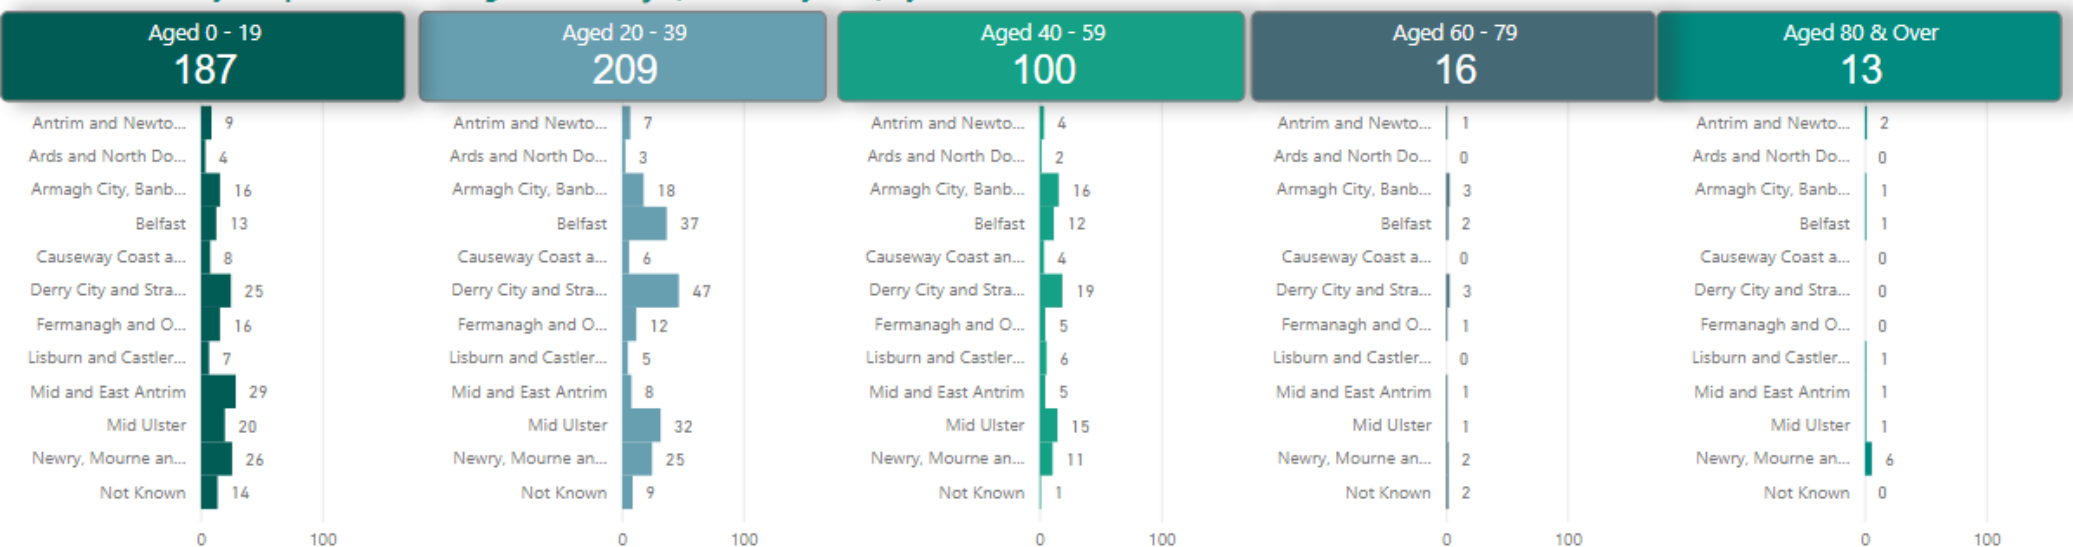 Aged 0 - 19
187
Antrim and Newto... 9
Ards and North Do... 4
Armagh City, Banb... 16
Belfast 13
Causeway Coast a... 8
Derry City and Stra... 25
Fermanagh and O... 16
Lisburn and Castler... 7
Mid and East Antrim 29
Mid Ulster 20
Newry, Mourne an... 26
Not Known 14
0 100
Aged 20 - 39
209
Antrim and Newto... 7
Ards and North Do... 3
Armagh City, Banb... 18
Belfast 37
Causeway Coast a... 6
Derry City and Stra... 47
Fermanagh and O... 12
Lisburn and Castler... 5
Mid and East Antrim 8
Mid Ulster 32
Newry, Mourne an... 25
Not Known 9
0 100
Aged 40 - 59
100
Antrim and Newto... 4
Ards and North Do... 2
Armagh City, Banb... 16
Belfast 12
Causeway Coast an... 4
Derry City and Stra... 19
Fermanagh and O... 5
Lisburn and Castler... 6
Mid and East Antrim 5
Mid Ulster 15
Newry, Mourne an... 11
Not Known 1
0 100
Aged 60 - 79
16
Antrim and Newto... 1
Ards and North Do... 0
Armagh City, Banb... 3
Belfast 2
Causeway Coast a... 0
Derry City and Stra... 3
Fermanagh and O... 1
Lisburn and Castler... 0
Mid and East Antrim 1
Mid Ulster 1
Newry, Mourne an... 2
Not Known 2
0 100
Aged 80 & Over
13
Antrim and Newto... 2
Ards and North Do... 0
Armagh City, Banb... 1
Belfast 1
Causeway Coast a... 0
Derry City and Stra... 0
Fermanagh and O... 0
Lisburn and Castler... 1
Mid and East Antrim 1
Mid Ulster 1
Newry, Mourne an... 6
Not Known 0
0 100